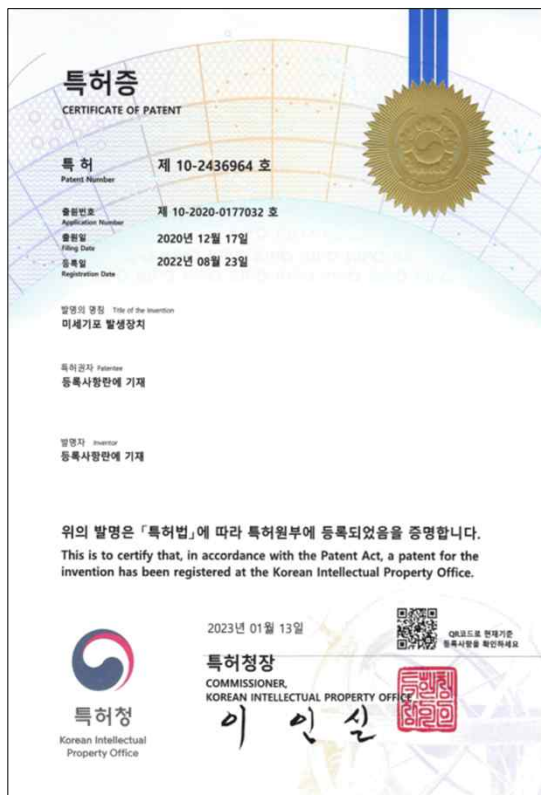 특허증
CERTIFICATE OF PATENT
특 허 제 10-2436964 호
Patent Number
출원번호 제 10-2020-0177032 호
Application Number
출원일 2020년 12월 17일
Filing Date
등록일 2022년 08월 23일
Registration Date
발명의 명칭 Title of the Invention
미세기포 발생장치
특허권자 Patentee
등록사항란에 기재
발명자 Inventor
등록사항란에 기재
위의 발명은 「특허법」에 따라 특허원부에 등록되었음을 증명합니다.
This is to certify that, in accordance with the Patent Act, a patent for the
invention has been registered at the Korean Intellectual Property Office.
2023년 01월 13일
QR코드로 현재기준
등록사항을 확인하세요
특허청장
COMMISSIONER,
KOREAN INTELLECTUAL PROPERTY OFFICE
이 인 실
특허청
Korean Intellectual
Property Office